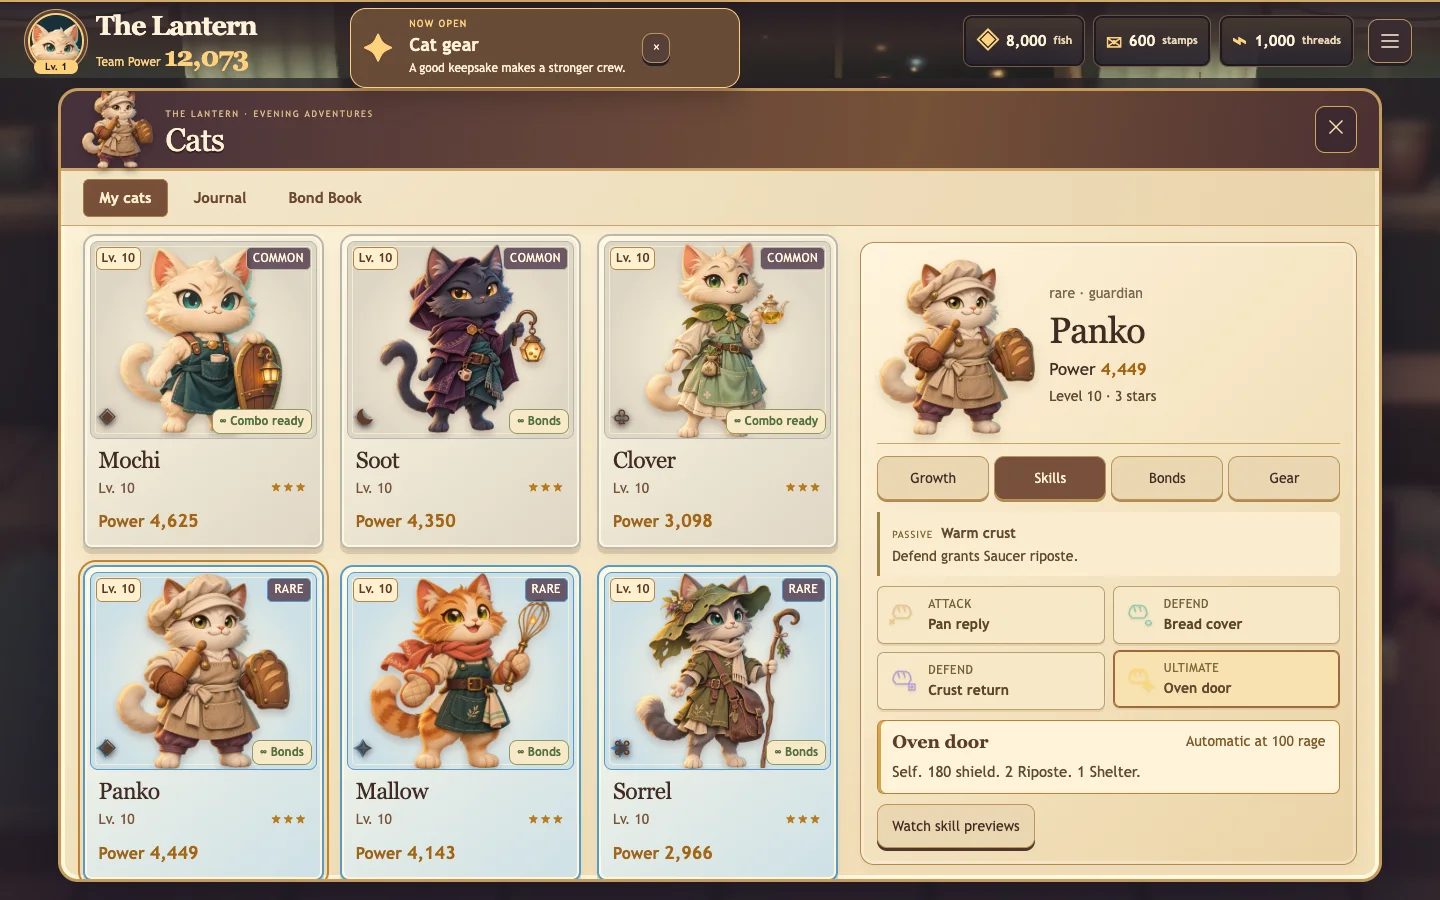 The Lantern
Team Power 12,073
Lv. 1
NOW OPEN
Cat gear
A good keepsake makes a stronger crew.
×
8,000 fish
600 stamps
1,000 threads
THE LANTERN · EVENING ADVENTURES
Cats
My cats
Journal
Bond Book
Lv. 10
COMMON
∞ Combo ready
Mochi
Lv. 10
★★★
Power 4,625
Lv. 10
COMMON
∞ Bonds
Soot
Lv. 10
★★★
Power 4,350
Lv. 10
COMMON
∞ Combo ready
Clover
Lv. 10
★★★
Power 3,098
Lv. 10
RARE
∞ Bonds
Panko
Lv. 10
★★★
Power 4,449
Lv. 10
RARE
∞ Bonds
Mallow
Lv. 10
★★★
Power 4,143
Lv. 10
RARE
∞ Bonds
Sorrel
Lv. 10
★★★
Power 2,966
rare · guardian
Panko
Power 4,449
Level 10 · 3 stars
Growth
Skills
Bonds
Gear
PASSIVE Warm crust
Defend grants Saucer riposte.
ATTACK
Pan reply
DEFEND
Bread cover
DEFEND
Crust return
ULTIMATE
Oven door
Oven door
Automatic at 100 rage
Self. 180 shield. 2 Riposte. 1 Shelter.
Watch skill previews